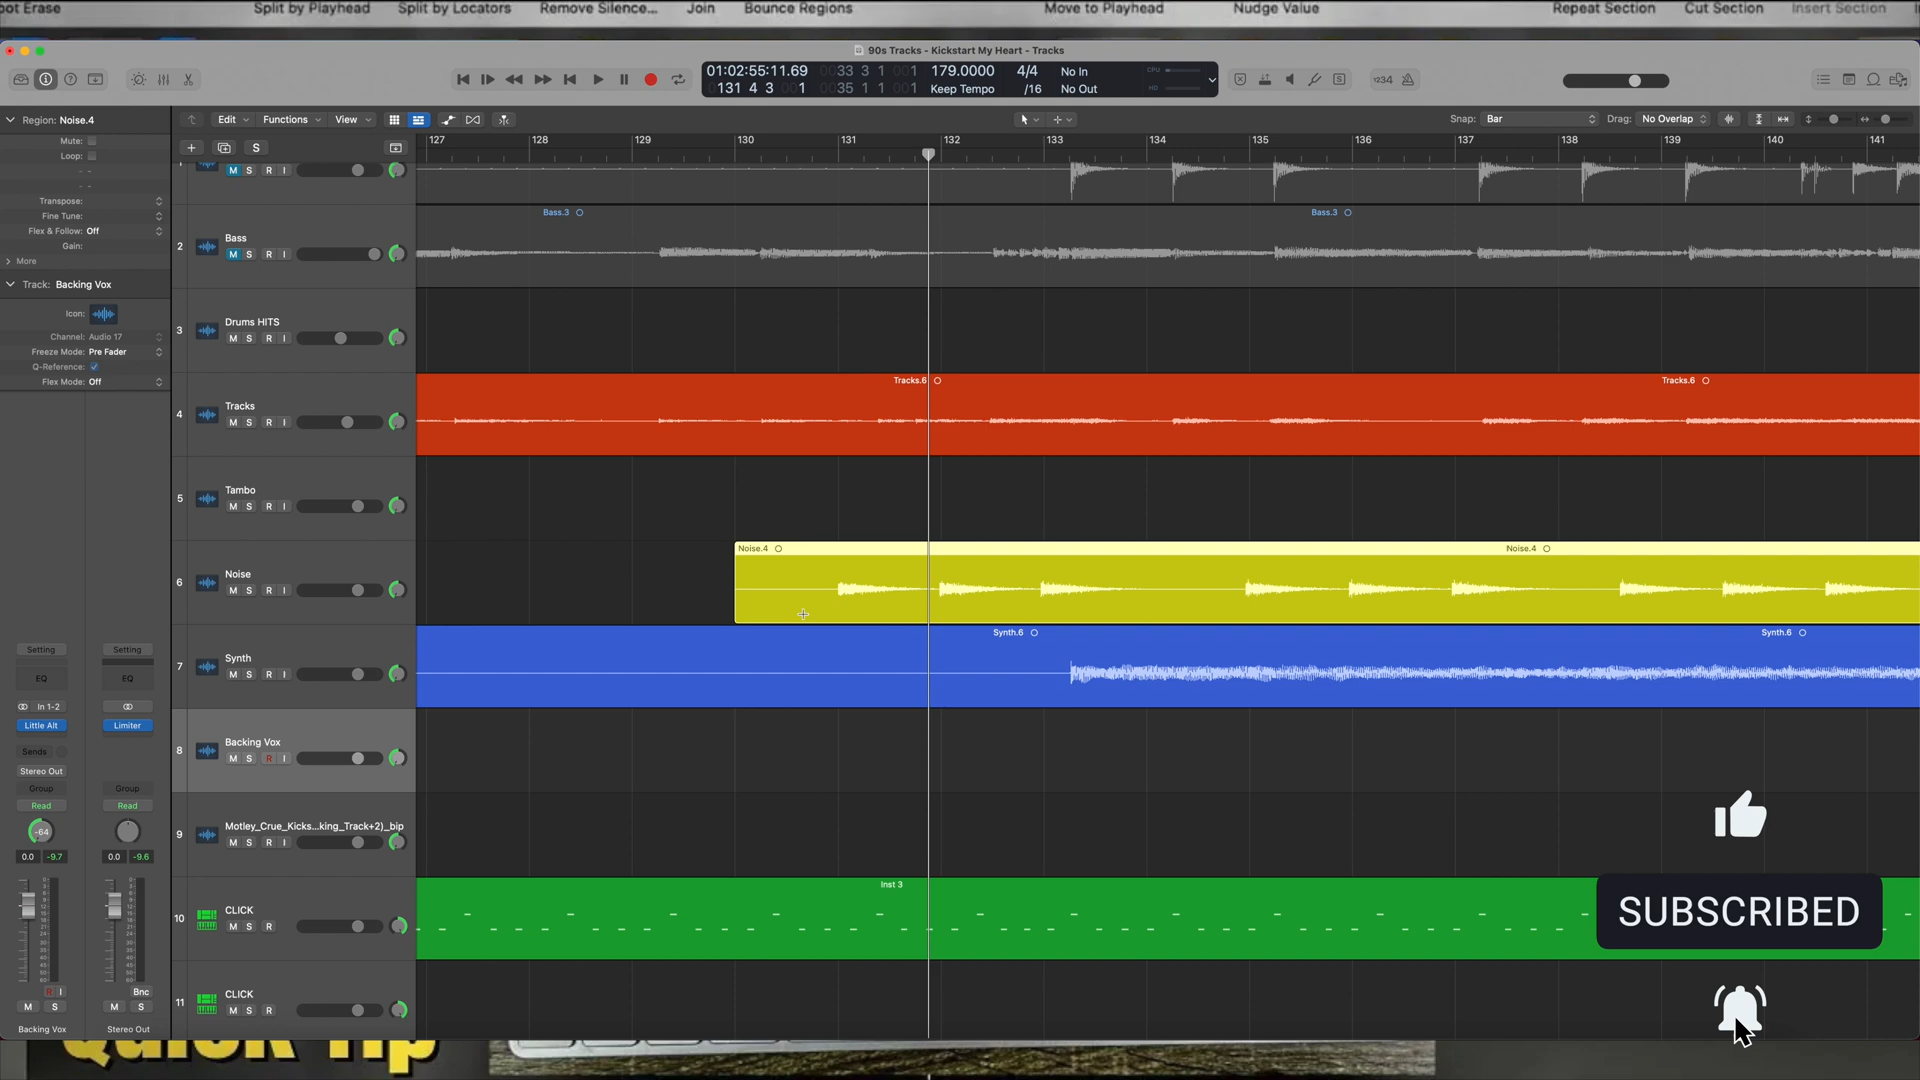 oot Erase Split by Playhead Split by Locators Remove Silence... Join Bounce Regions Move to Playhead Nudge Value Repeat Section Cut Section Insert Section
90s Tracks - Kickstart My Heart - Tracks
01:02:55:11.69 0033 3 1 001 179.0000 4/4 No In CPU
131 4 3 001 0035 1 1 001 Keep Tempo /16 No Out HD
1234
Region: Noise.4 Edit Functions View Snap: Bar Drag: No Overlap
Mute:
Loop:
127 128 129 130 131 132 133 134 135 136 137 138 139 140 141
S
Transpose:
Fine Tune:
Flex & Follow: Off
Gain:
More
Track: Backing Vox
Icon:
Channel: Audio 17
Freeze Mode: Pre Fader
Q-Reference:
Flex Mode: Off
M S R I
Bass.3 Bass.3
2 Bass
M S R I
3 Drums HITS
M S R I
Tracks.6 Tracks.6
4 Tracks
M S R I
5 Tambo
M S R I
Noise.4 Noise.4
6 Noise
M S R I
Synth.6 Synth.6
7 Synth
M S R I
8 Backing Vox
M S R I
9 Motley_Crue_Kicks...king_Track+2)_bip
M S R I
Inst 3
10 CLICK
M S R
11 CLICK
M S R
Setting Setting
EQ EQ
In 1-2
Little Alt Limiter
Sends
Stereo Out
Group Group
Read Read
-64
0.0 -9.7 0.0 -9.6
R I Bnc
M S M S
Backing Vox Stereo Out
SUBSCRIBED
Quick Tip